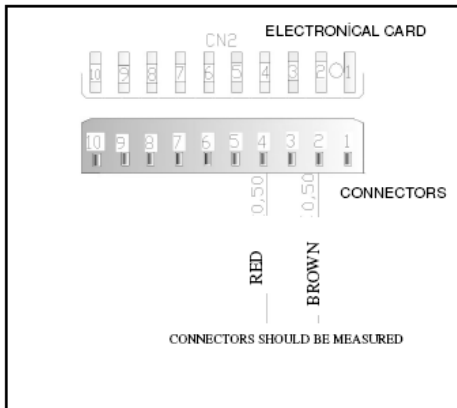 ELECTRONİCAL CARD
CN2
10 9 8 7 6 5 4 3 2 1
10 9 8 7 6 5 4 3 2 1
CONNECTORS
0,50 0,50
RED BROWN
CONNECTORS SHOULD BE MEASURED